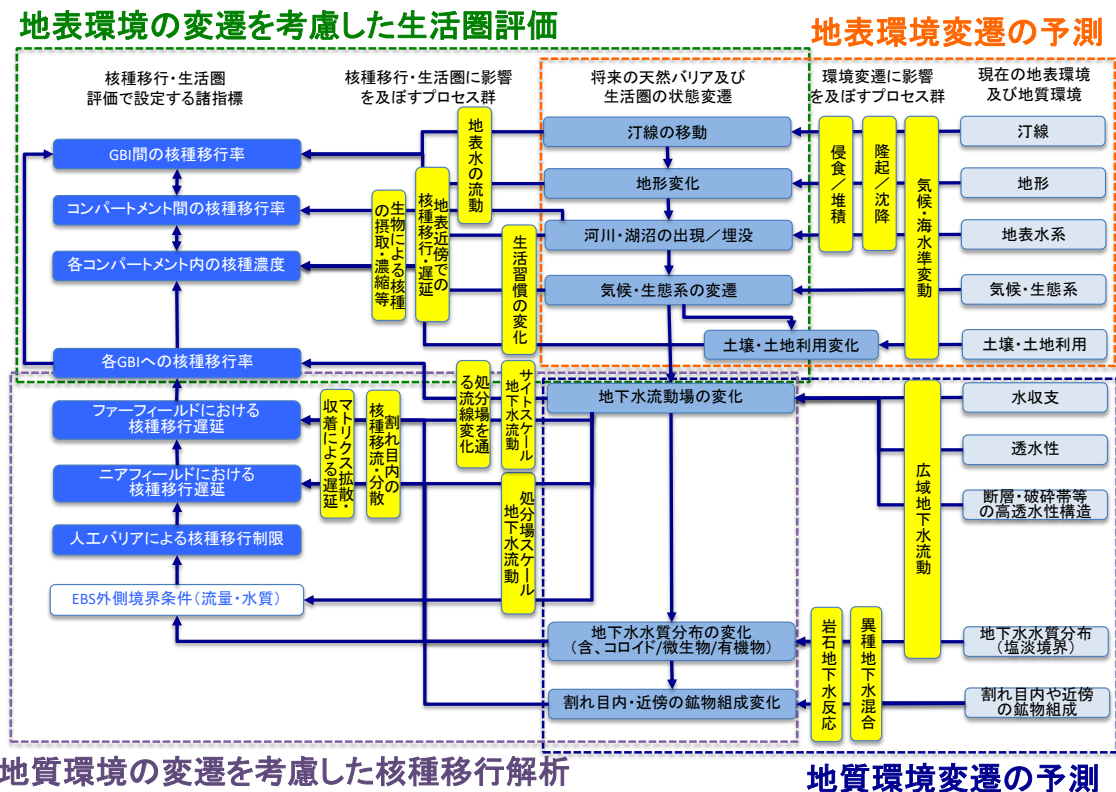 地表環境の変遷を考慮した生活圏評価
地表環境変遷の予測
核種移行・生活圏
評価で設定する諸指標
核種移行・生活圏に影響
を及ぼすプロセス群
将来の天然バリア及び
生活圏の状態変遷
環境変遷に影響
を及ぼすプロセス群
現在の地表環境
及び地質環境
GBI間の核種移行率
コンパートメント間の核種移行率
各コンパートメント内の核種濃度
各GBIへの核種移行率
ファーフィールドにおける
核種移行遅延
ニアフィールドにおける
核種移行遅延
人工バリアによる核種移行制限
EBS外側境界条件（流量・水質）
地表水の流動
地表近傍での
核種移行・遅延
生物による核種
の摂取・濃縮等
生活習慣の変化
サイトスケール
地下水流動
処分場を通
る流線変化
割れ目内の
核種移流・分散
マトリクス拡散・
収着による遅延
処分場スケール
地下水流動
汀線の移動
地形変化
河川・湖沼の出現／埋没
気候・生態系の変遷
土壌・土地利用変化
地下水流動場の変化
地下水水質分布の変化
（含、コロイド/微生物/有機物）
割れ目内・近傍の鉱物組成変化
侵食／堆積
隆起／沈降
気候・海水準変動
広域地下水流動
岩石地下水反応
異種地下水混合
汀線
地形
地表水系
気候・生態系
土壌・土地利用
水収支
透水性
断層・破砕帯等
の高透水性構造
地下水水質分布
（塩淡境界）
割れ目内や近傍
の鉱物組成
地質環境の変遷を考慮した核種移行解析
地質環境変遷の予測